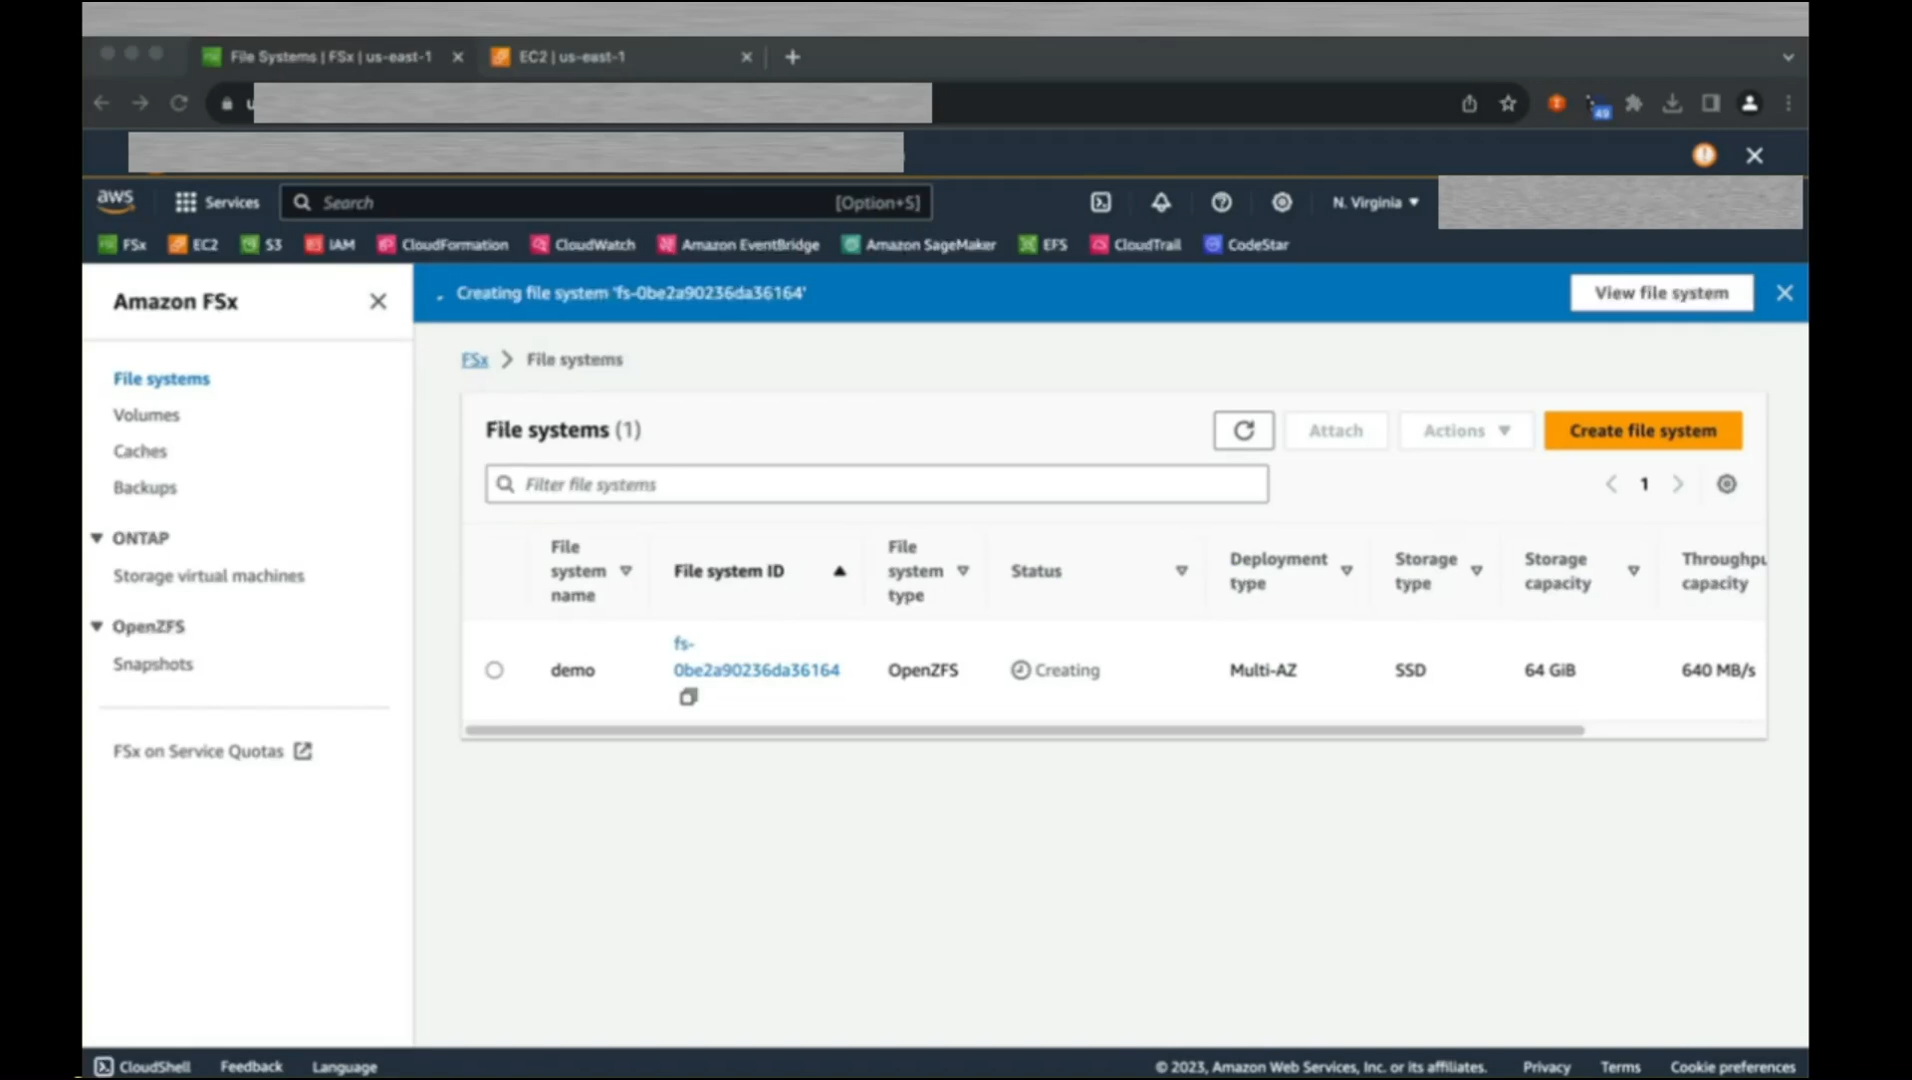 File Systems | FSx | us-east-1
EC2 | us-east-1
49
aws
Services
Search
[Option+S]
N. Virginia
FSx
EC2
S3
IAM
CloudFormation
CloudWatch
Amazon EventBridge
Amazon SageMaker
EFS
CloudTrail
CodeStar
Amazon FSx
Creating file system 'fs-0be2a90236da36164'
View file system
File systems
Volumes
Caches
Backups
ONTAP
Storage virtual machines
OpenZFS
Snapshots
FSx on Service Quotas
FSx > File systems
File systems (1)
Attach
Actions
Create file system
Filter file systems
1
File system name
File system ID
File system type
Status
Deployment type
Storage type
Storage capacity
Throughpu
capacity
demo
fs-
0be2a90236da36164
OpenZFS
Creating
Multi-AZ
SSD
64 GiB
640 MB/s
CloudShell
Feedback
Language
© 2023, Amazon Web Services, Inc. or its affiliates.
Privacy
Terms
Cookie preferences